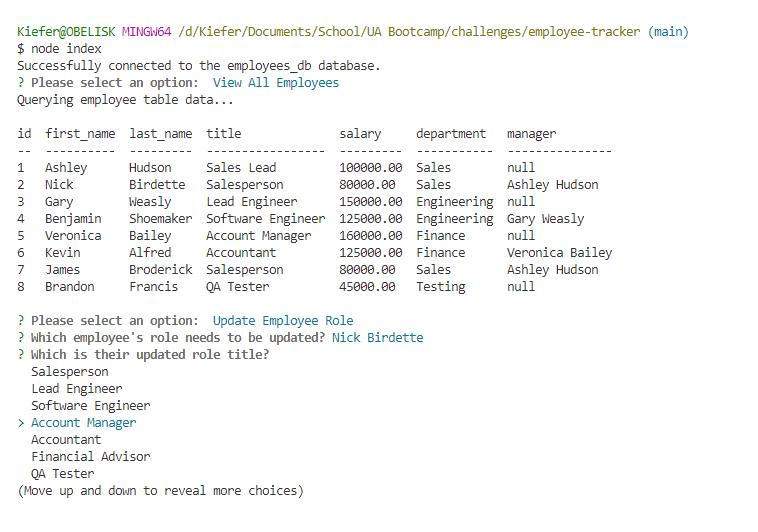 Kiefer@OBELISK MINGW64 /d/Kiefer/Documents/School/UA Bootcamp/challenges/employee-tracker (main)
$ node index
Successfully connected to the employees_db database.
? Please select an option:  View All Employees
Querying employee table data...

id  first_name  last_name  title              salary     department   manager
--  ----------  ---------  -----------------  ---------  -----------  ---------------
1   Ashley      Hudson     Sales Lead         100000.00  Sales        null
2   Nick        Birdette   Salesperson        80000.00   Sales        Ashley Hudson
3   Gary        Weasly     Lead Engineer      150000.00  Engineering  null
4   Benjamin    Shoemaker  Software Engineer  125000.00  Engineering  Gary Weasly
5   Veronica    Bailey     Account Manager    160000.00  Finance      null
6   Kevin       Alfred     Accountant         125000.00  Finance      Veronica Bailey
7   James       Broderick  Salesperson        80000.00   Sales        Ashley Hudson
8   Brandon     Francis    QA Tester          45000.00   Testing      null

? Please select an option:  Update Employee Role
? Which employee's role needs to be updated? Nick Birdette
? Which is their updated role title?
  Salesperson
  Lead Engineer
  Software Engineer
> Account Manager
  Accountant
  Financial Advisor
  QA Tester
(Move up and down to reveal more choices)